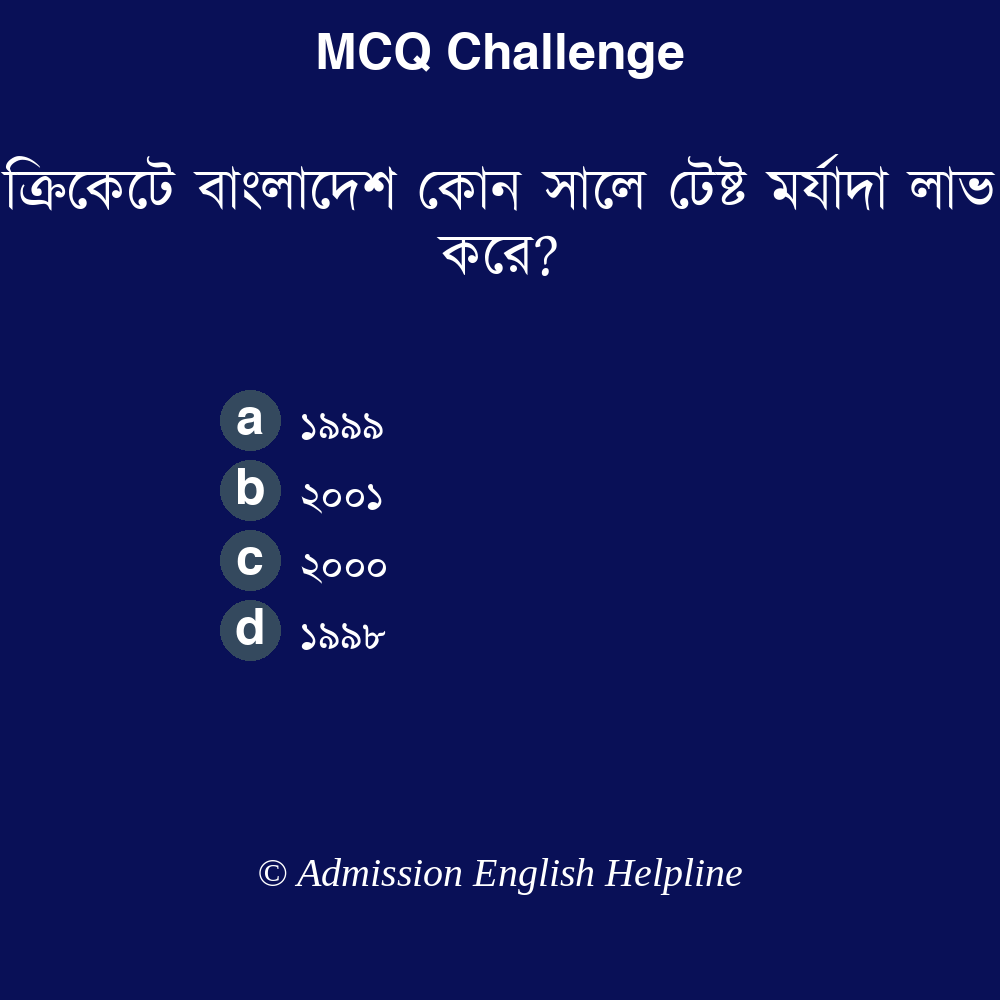 MCQ Challenge
ক্রিকেটে বাংলাদেশ কোন সালে টেষ্ট মর্যাদা লাভ
করে?
a ১৯৯৯
b ২০০১
c ২০০০
d ১৯৯৮
© Admission English Helpline